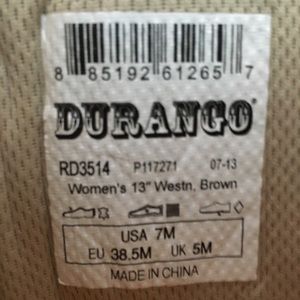 8 85192 61265 7
DURANGO®
RD3514 P117271 07-13
Women's 13" Westn. Brown
USA 7M
EU 38.5M UK 5M
MADE IN CHINA